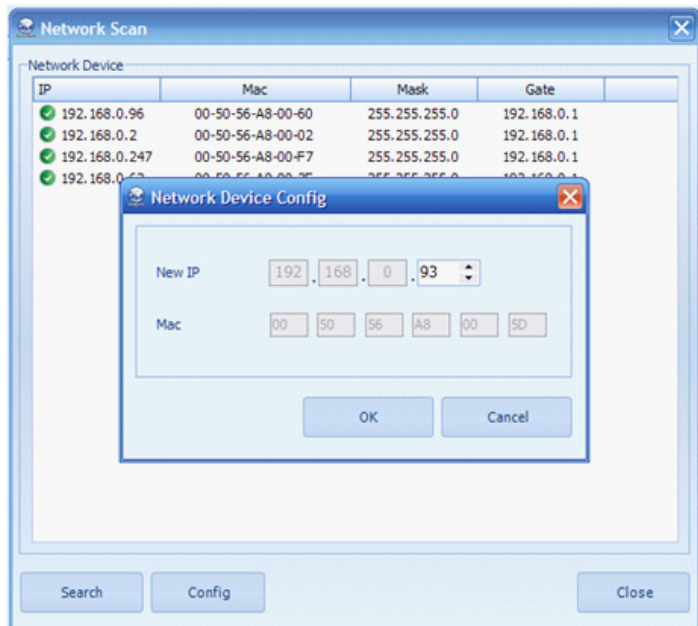 Network Scan
Network Device
IP Mac Mask Gate
192.168.0.96 00-50-56-A8-00-60 255.255.255.0 192.168.0.1
192.168.0.2 00-50-56-A8-00-02 255.255.255.0 192.168.0.1
192.168.0.247 00-50-56-A8-00-F7 255.255.255.0 192.168.0.1
Network Device Config
New IP 192 . 168 . 0 . 93
Mac 00 50 56 A8 00 5D
OK Cancel
Search Config Close